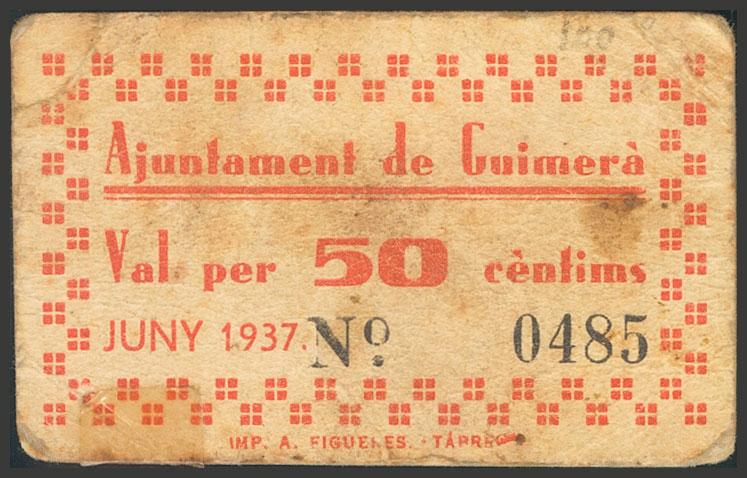 Ajuntament de Guimerà
Val per 50 cèntims
JUNY 1937. Nº 0485
IMP. A. FIGUERES. - TÀRREGA